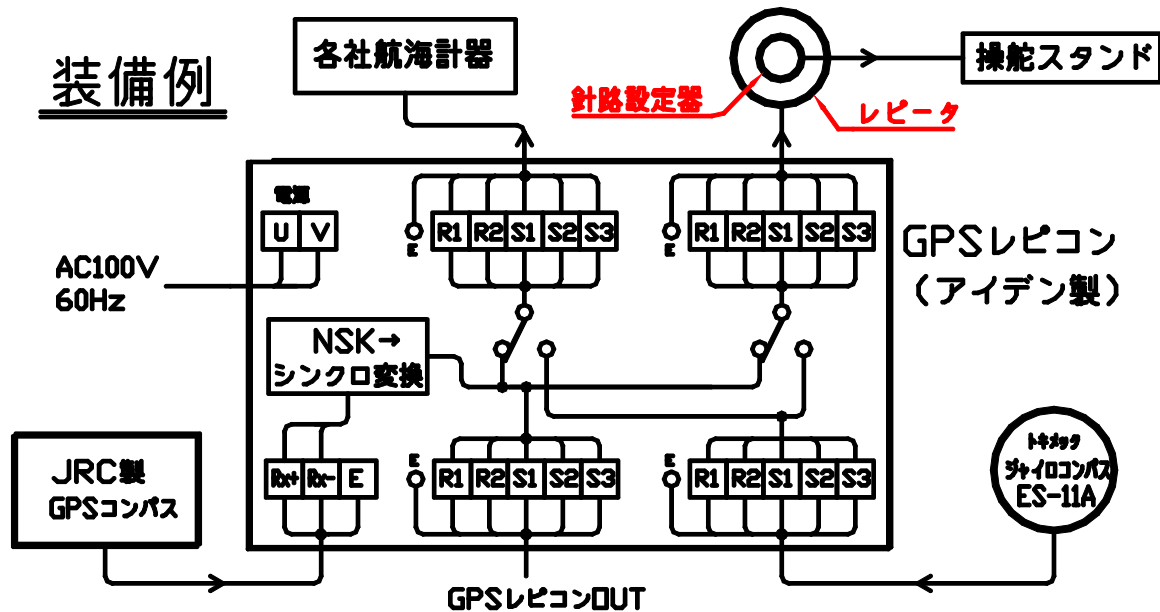 装備例
各社航海計器
操舵スタンド
針路設定器
レピータ
電源
U V
E R1 R2 S1 S2 S3
E R1 R2 S1 S2 S3
GPSレピコン
(アイデン製)
AC100V
60Hz
NSK→
シンクロ変換
JRC製
GPSコンパス
Rx+ Rx- E
E R1 R2 S1 S2 S3
E R1 R2 S1 S2 S3
トキメック
ジャイロコンパス
ES-11A
GPSレピコンOUT